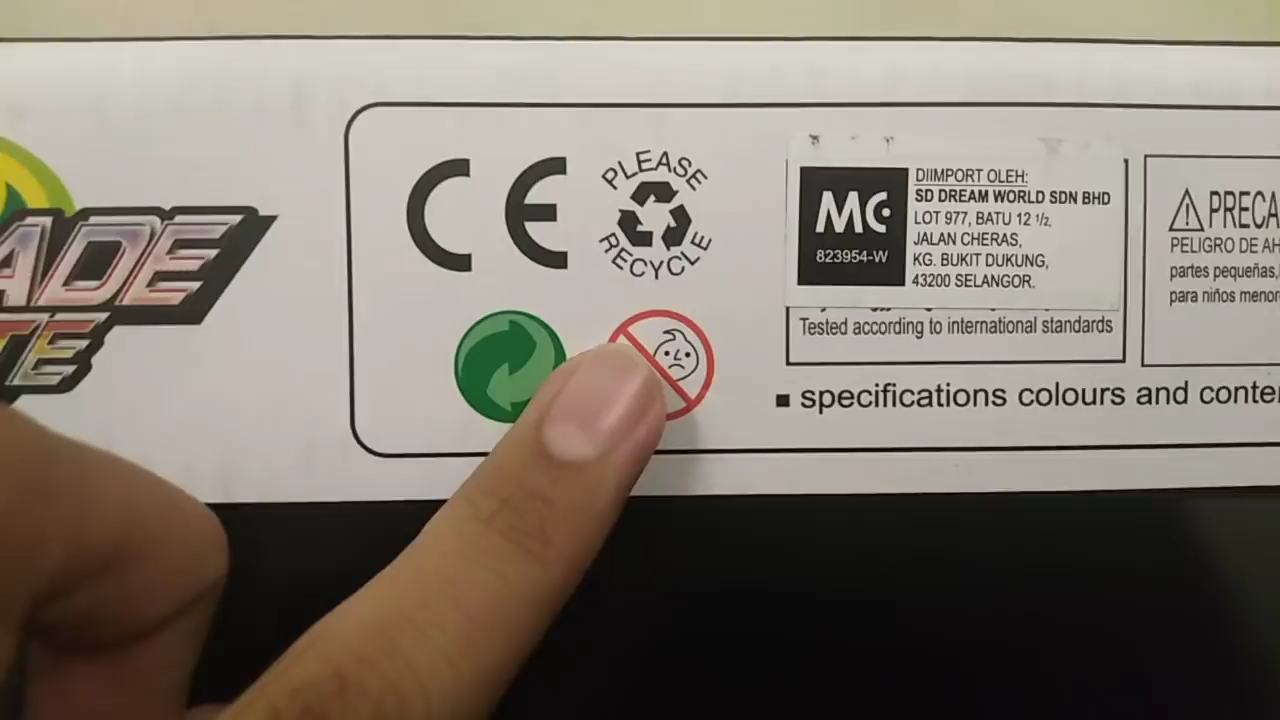 ADE
TE
CE
PLEASE
RECYCLE
MC
823954-W
DIIMPORT OLEH:
SD DREAM WORLD SDN BHD
LOT 977, BATU 12 1/2,
JALAN CHERAS,
KG. BUKIT DUKUNG,
43200 SELANGOR.
Tested according to international standards
■ specifications colours and conte
⚠ PRECA
PELIGRO DE AH
partes pequeñas,
para niños menor